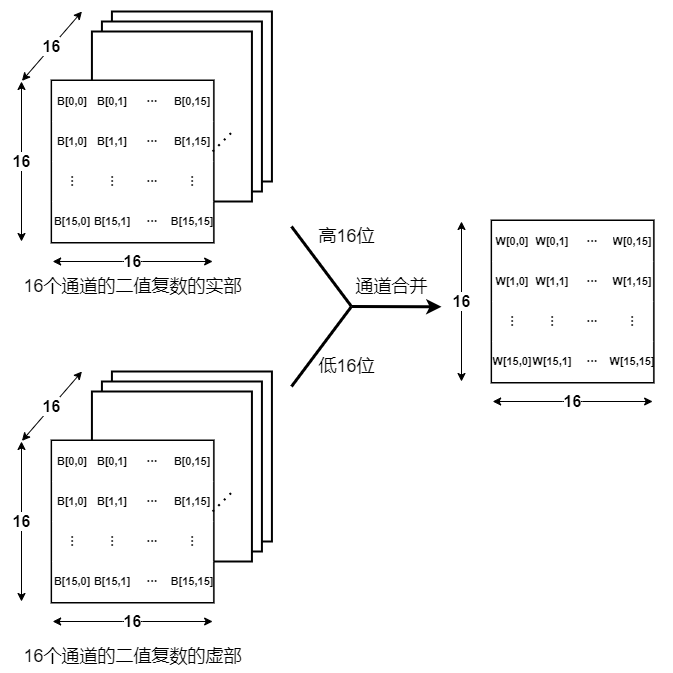 16
B[0,0] B[0,1] ... B[0,15]
B[1,0] B[1,1] ... B[1,15]
16
⋮ ⋮ ... ⋮
B[15,0] B[15,1] ... B[15,15]
16
16个通道的二值复数的实部
高16位
通道合并
低16位
W[0,0] W[0,1] ... W[0,15]
W[1,0] W[1,1] ... W[1,15]
16
⋮ ⋮ ... ⋮
W[15,0] W[15,1] ... W[15,15]
16
16
B[0,0] B[0,1] ... B[0,15]
B[1,0] B[1,1] ... B[1,15]
16
⋮ ⋮ ... ⋮
B[15,0] B[15,1] ... B[15,15]
16
16个通道的二值复数的虚部